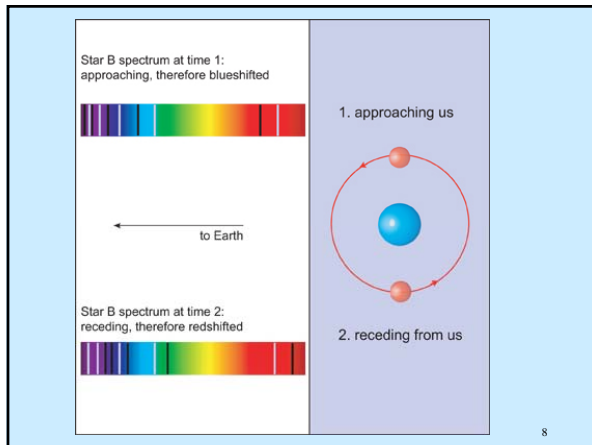 Star B spectrum at time 1:
approaching, therefore blueshifted
1. approaching us
to Earth
Star B spectrum at time 2:
receding, therefore redshifted
2. receding from us
8